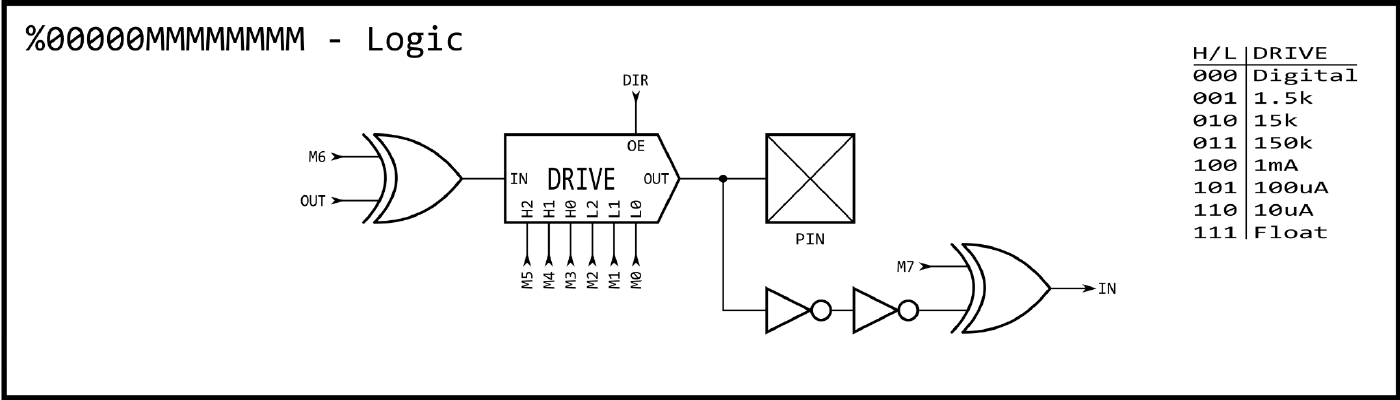 %00000MMMMMMMM - Logic
H/L DRIVE
000 Digital
001 1.5k
010 15k
011 150k
100 1mA
101 100uA
110 10uA
111 Float
DIR
OE
M6
OUT
IN DRIVE OUT
H2 H1 H0 L2 L1 L0
M5 M4 M3 M2 M1 M0
PIN
M7
IN